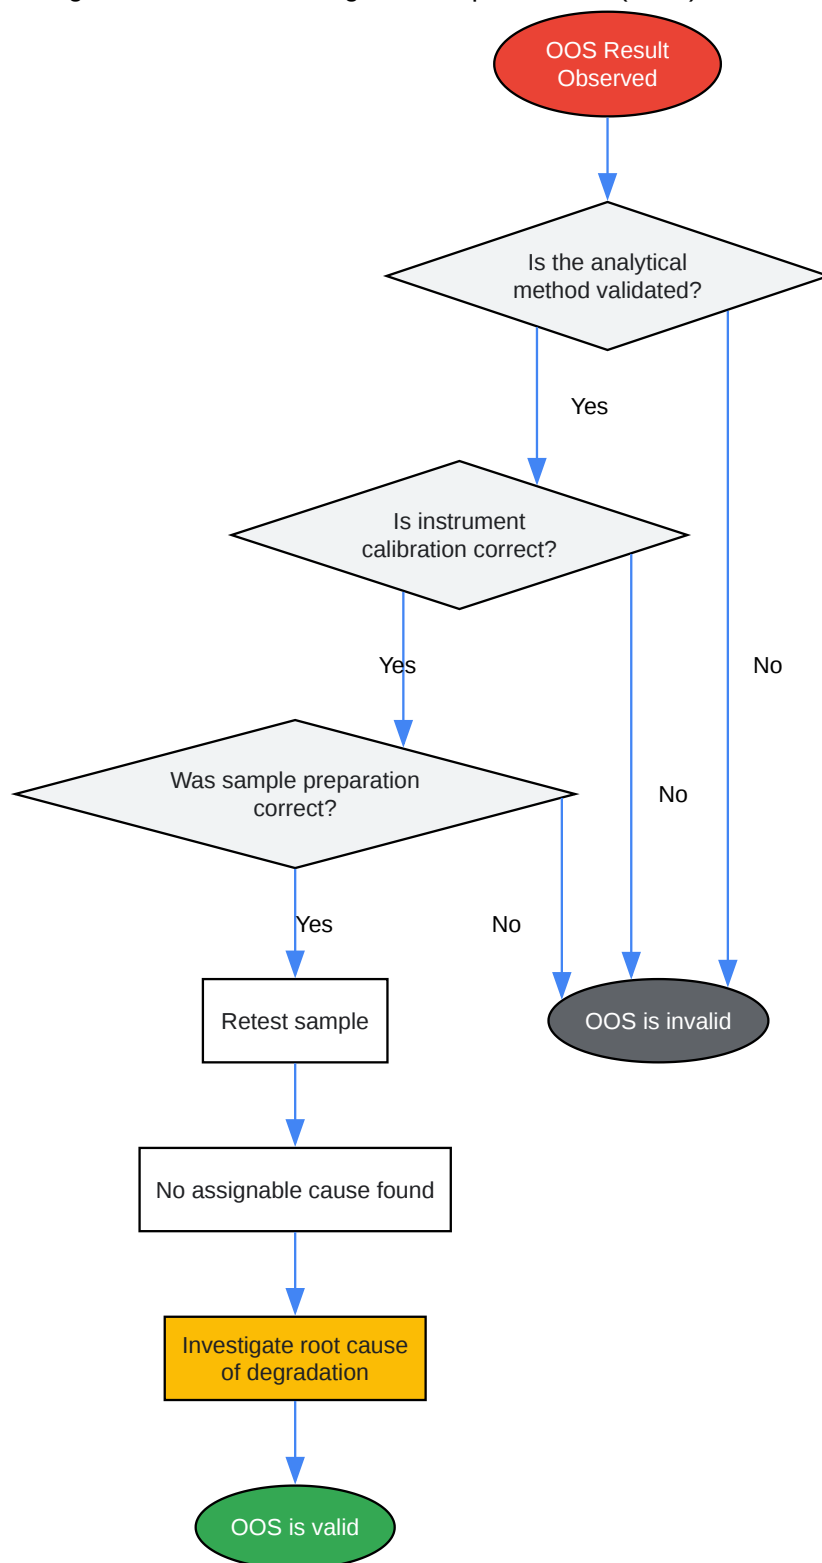 OOS Result
Observed
Is the analytical
method validated?
Yes
Is instrument
calibration correct?
Yes
No
Was sample preparation
correct?
No
Yes
No
Retest sample
OOS is invalid
No assignable cause found
Investigate root cause
of degradation
OOS is valid